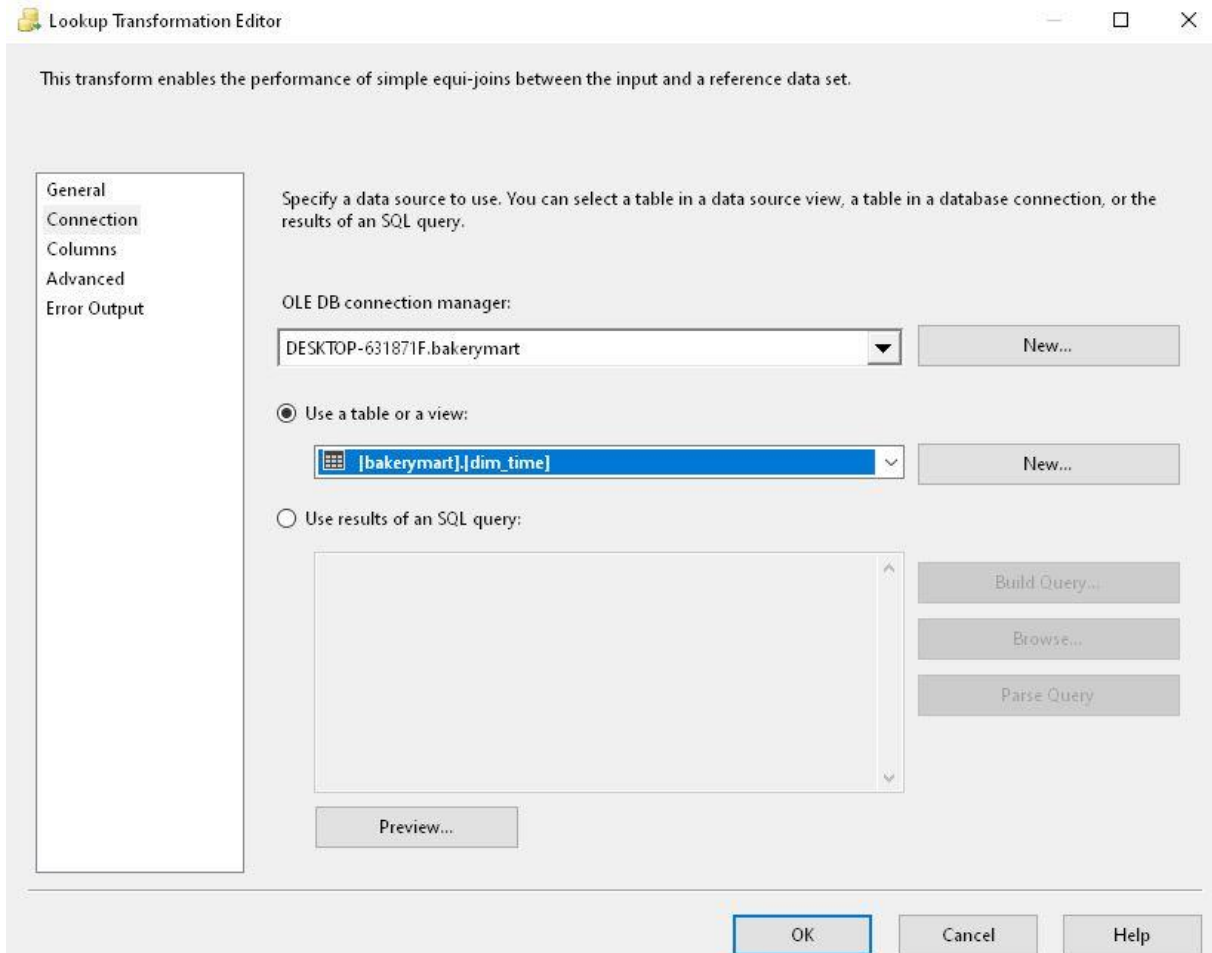 Lookup Transformation Editor
This transform enables the performance of simple equi-joins between the input and a reference data set.
General
Connection
Columns
Advanced
Error Output
Specify a data source to use. You can select a table in a data source view, a table in a database connection, or the
results of an SQL query.
OLE DB connection manager:
DESKTOP-631871F.bakerymart
New...
Use a table or a view:
[bakerymart].[dim_time]
New...
Use results of an SQL query:
Build Query...
Browse...
Parse Query
Preview...
OK
Cancel
Help